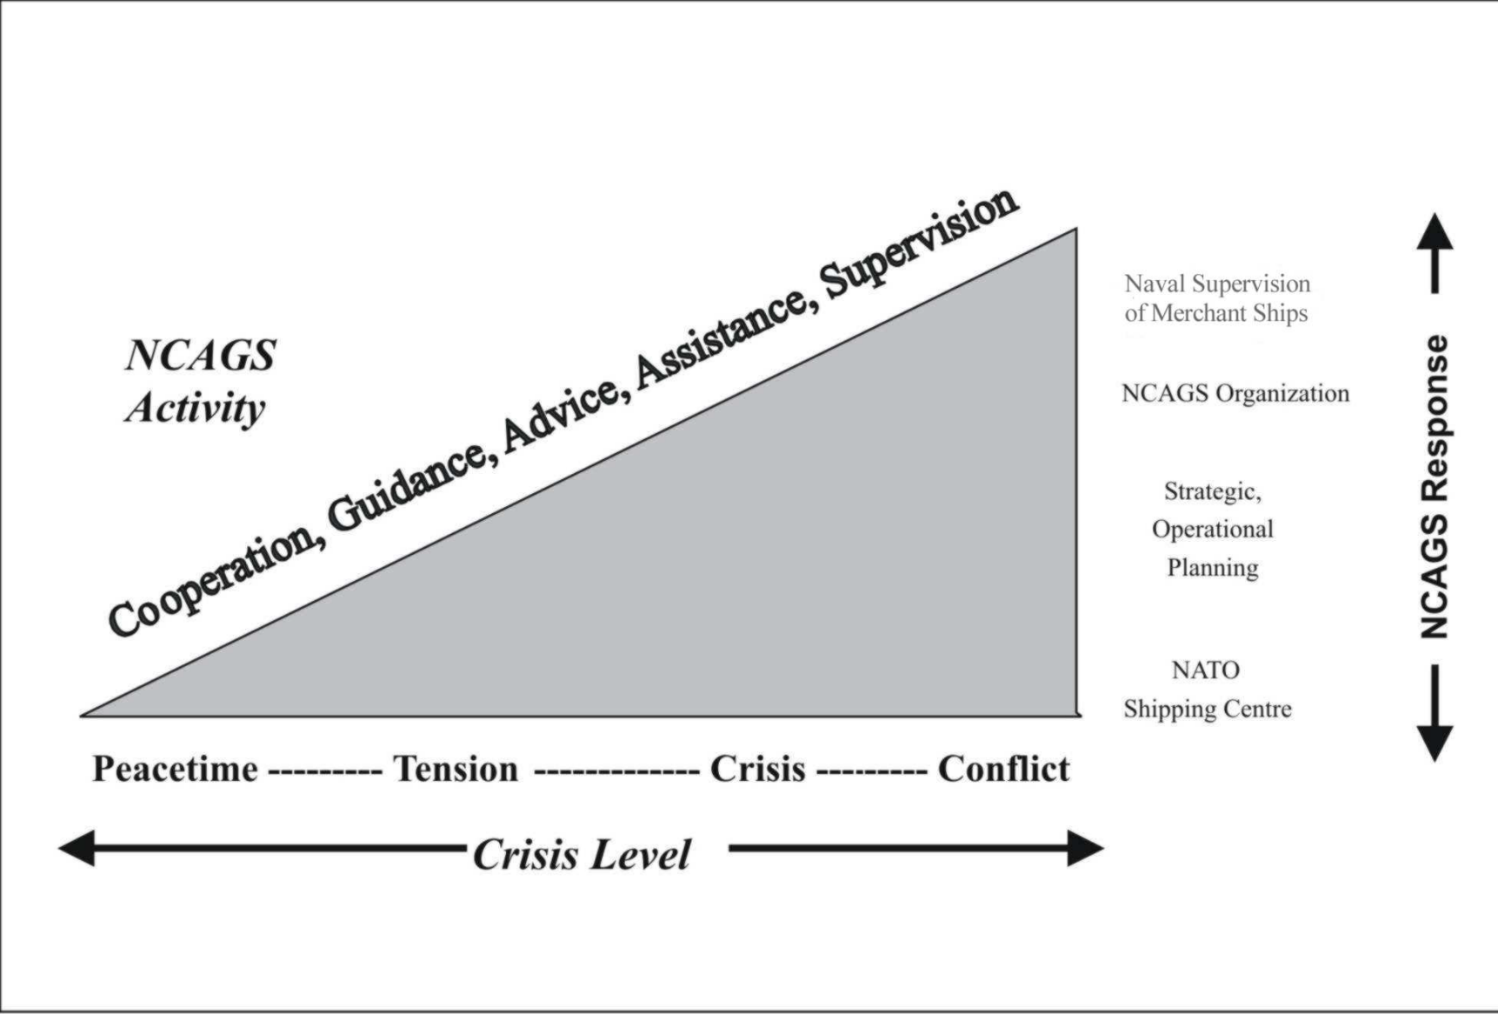 Cooperation, Guidance, Advice, Assistance, Supervision
NCAGS
Activity
Naval Supervision
of Merchant Ships
NCAGS Organization
Strategic,
Operational
Planning
NATO
Shipping Centre
NCAGS Response
Peacetime --------- Tension ------------- Crisis --------- Conflict
Crisis Level